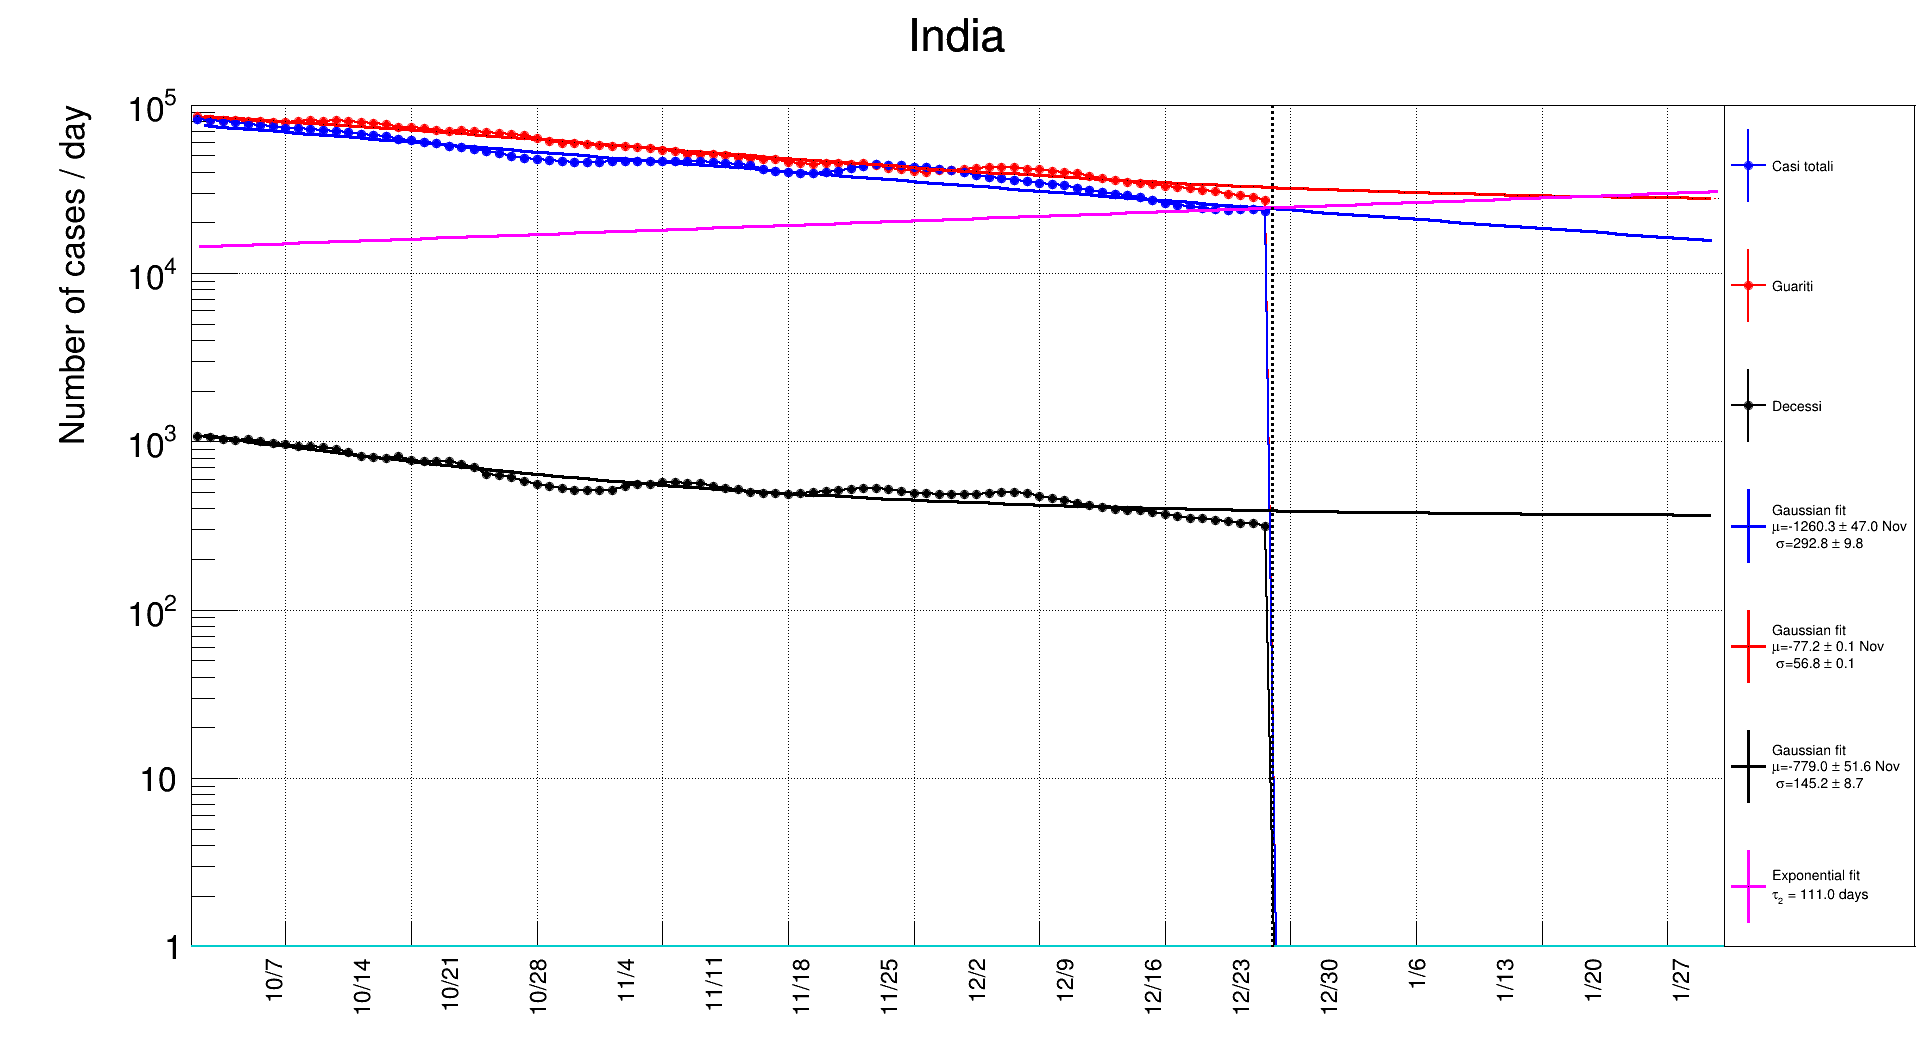 India
Number of cases / day
10^5
10^4
10^3
10^2
10
1
10/7
10/14
10/21
10/28
11/4
11/11
11/18
11/25
12/2
12/9
12/16
12/23
12/30
1/6
1/13
1/20
1/27
Casi totali
Guariti
Decessi
Gaussian fit
μ=-1260.3 ± 47.0 Nov
σ=292.8 ± 9.8
Gaussian fit
μ=-77.2 ± 0.1 Nov
σ=56.8 ± 0.1
Gaussian fit
μ=-779.0 ± 51.6 Nov
σ=145.2 ± 8.7
Exponential fit
τ₂ = 111.0 days